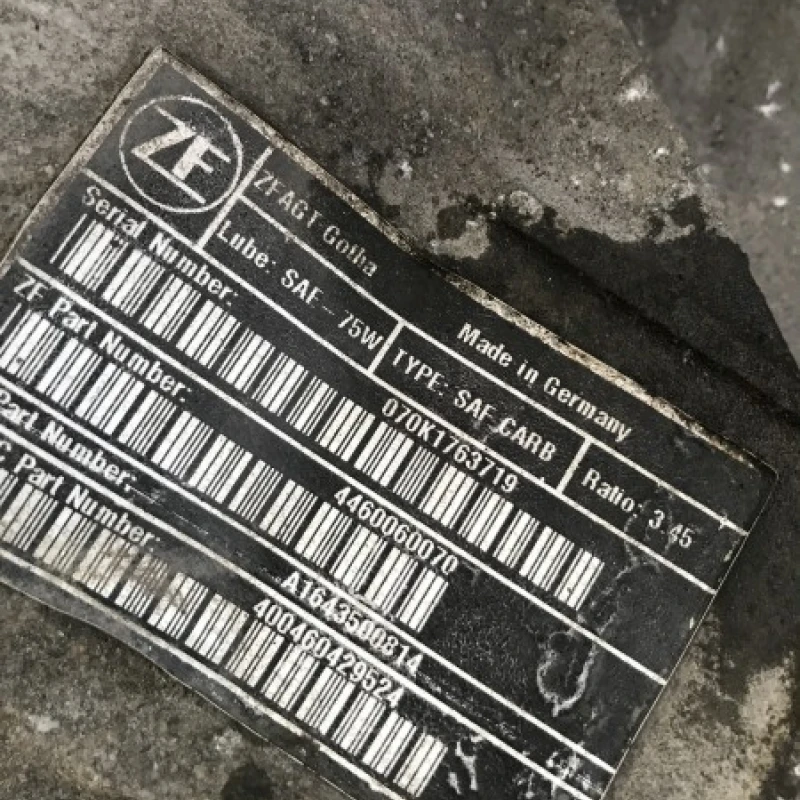 ZF
ZFAGT Gotha
Made in Germany
Lube: SAF-75W
TYPE: SAF CARB
Ratio: 3.45
Serial Number:
070K1763719
ZF Part Number:
4460060070
Part Number:
A1643500814
C Part Number:
400460429524